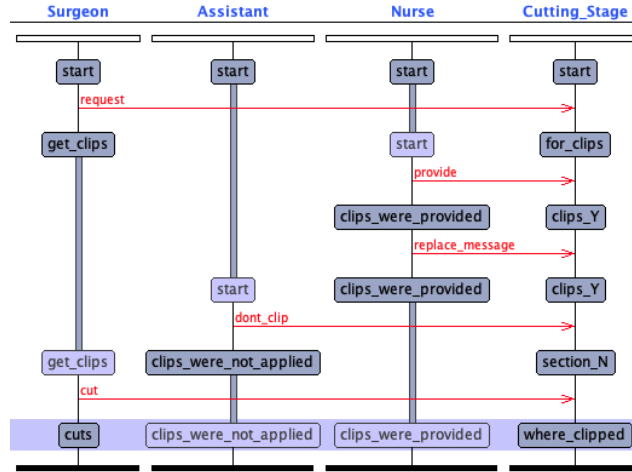 Surgeon Assistant Nurse Cutting_Stage
start start start start
request
get_clips start for_clips
provide
clips_were_provided clips_Y
replace_message
start clips_were_provided clips_Y
dont_clip
get_clips clips_were_not_applied section_N
cut
cuts clips_were_not_applied clips_were_provided where_clipped